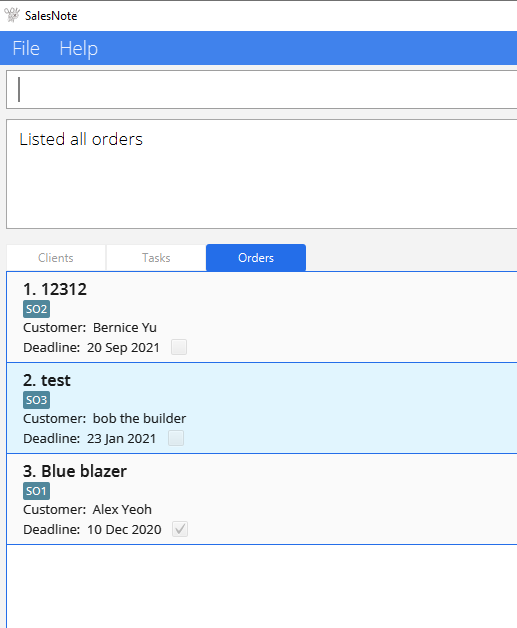 SalesNote
File Help
Listed all orders
Clients Tasks Orders
1. 12312
SO2
Customer: Bernice Yu
Deadline: 20 Sep 2021
2. test
SO3
Customer: bob the builder
Deadline: 23 Jan 2021
3. Blue blazer
SO1
Customer: Alex Yeoh
Deadline: 10 Dec 2020